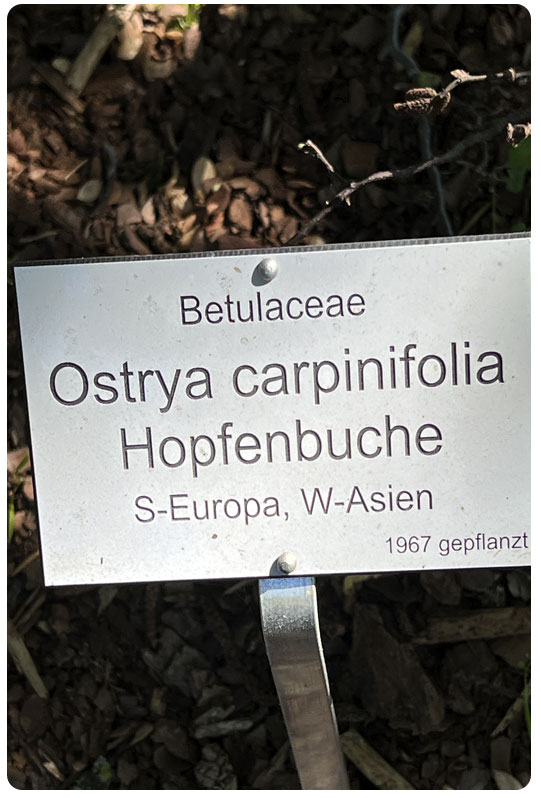 Betulaceae
Ostrya carpinifolia
Hopfenbuche
S-Europa, W-Asien
1967 gepflanzt